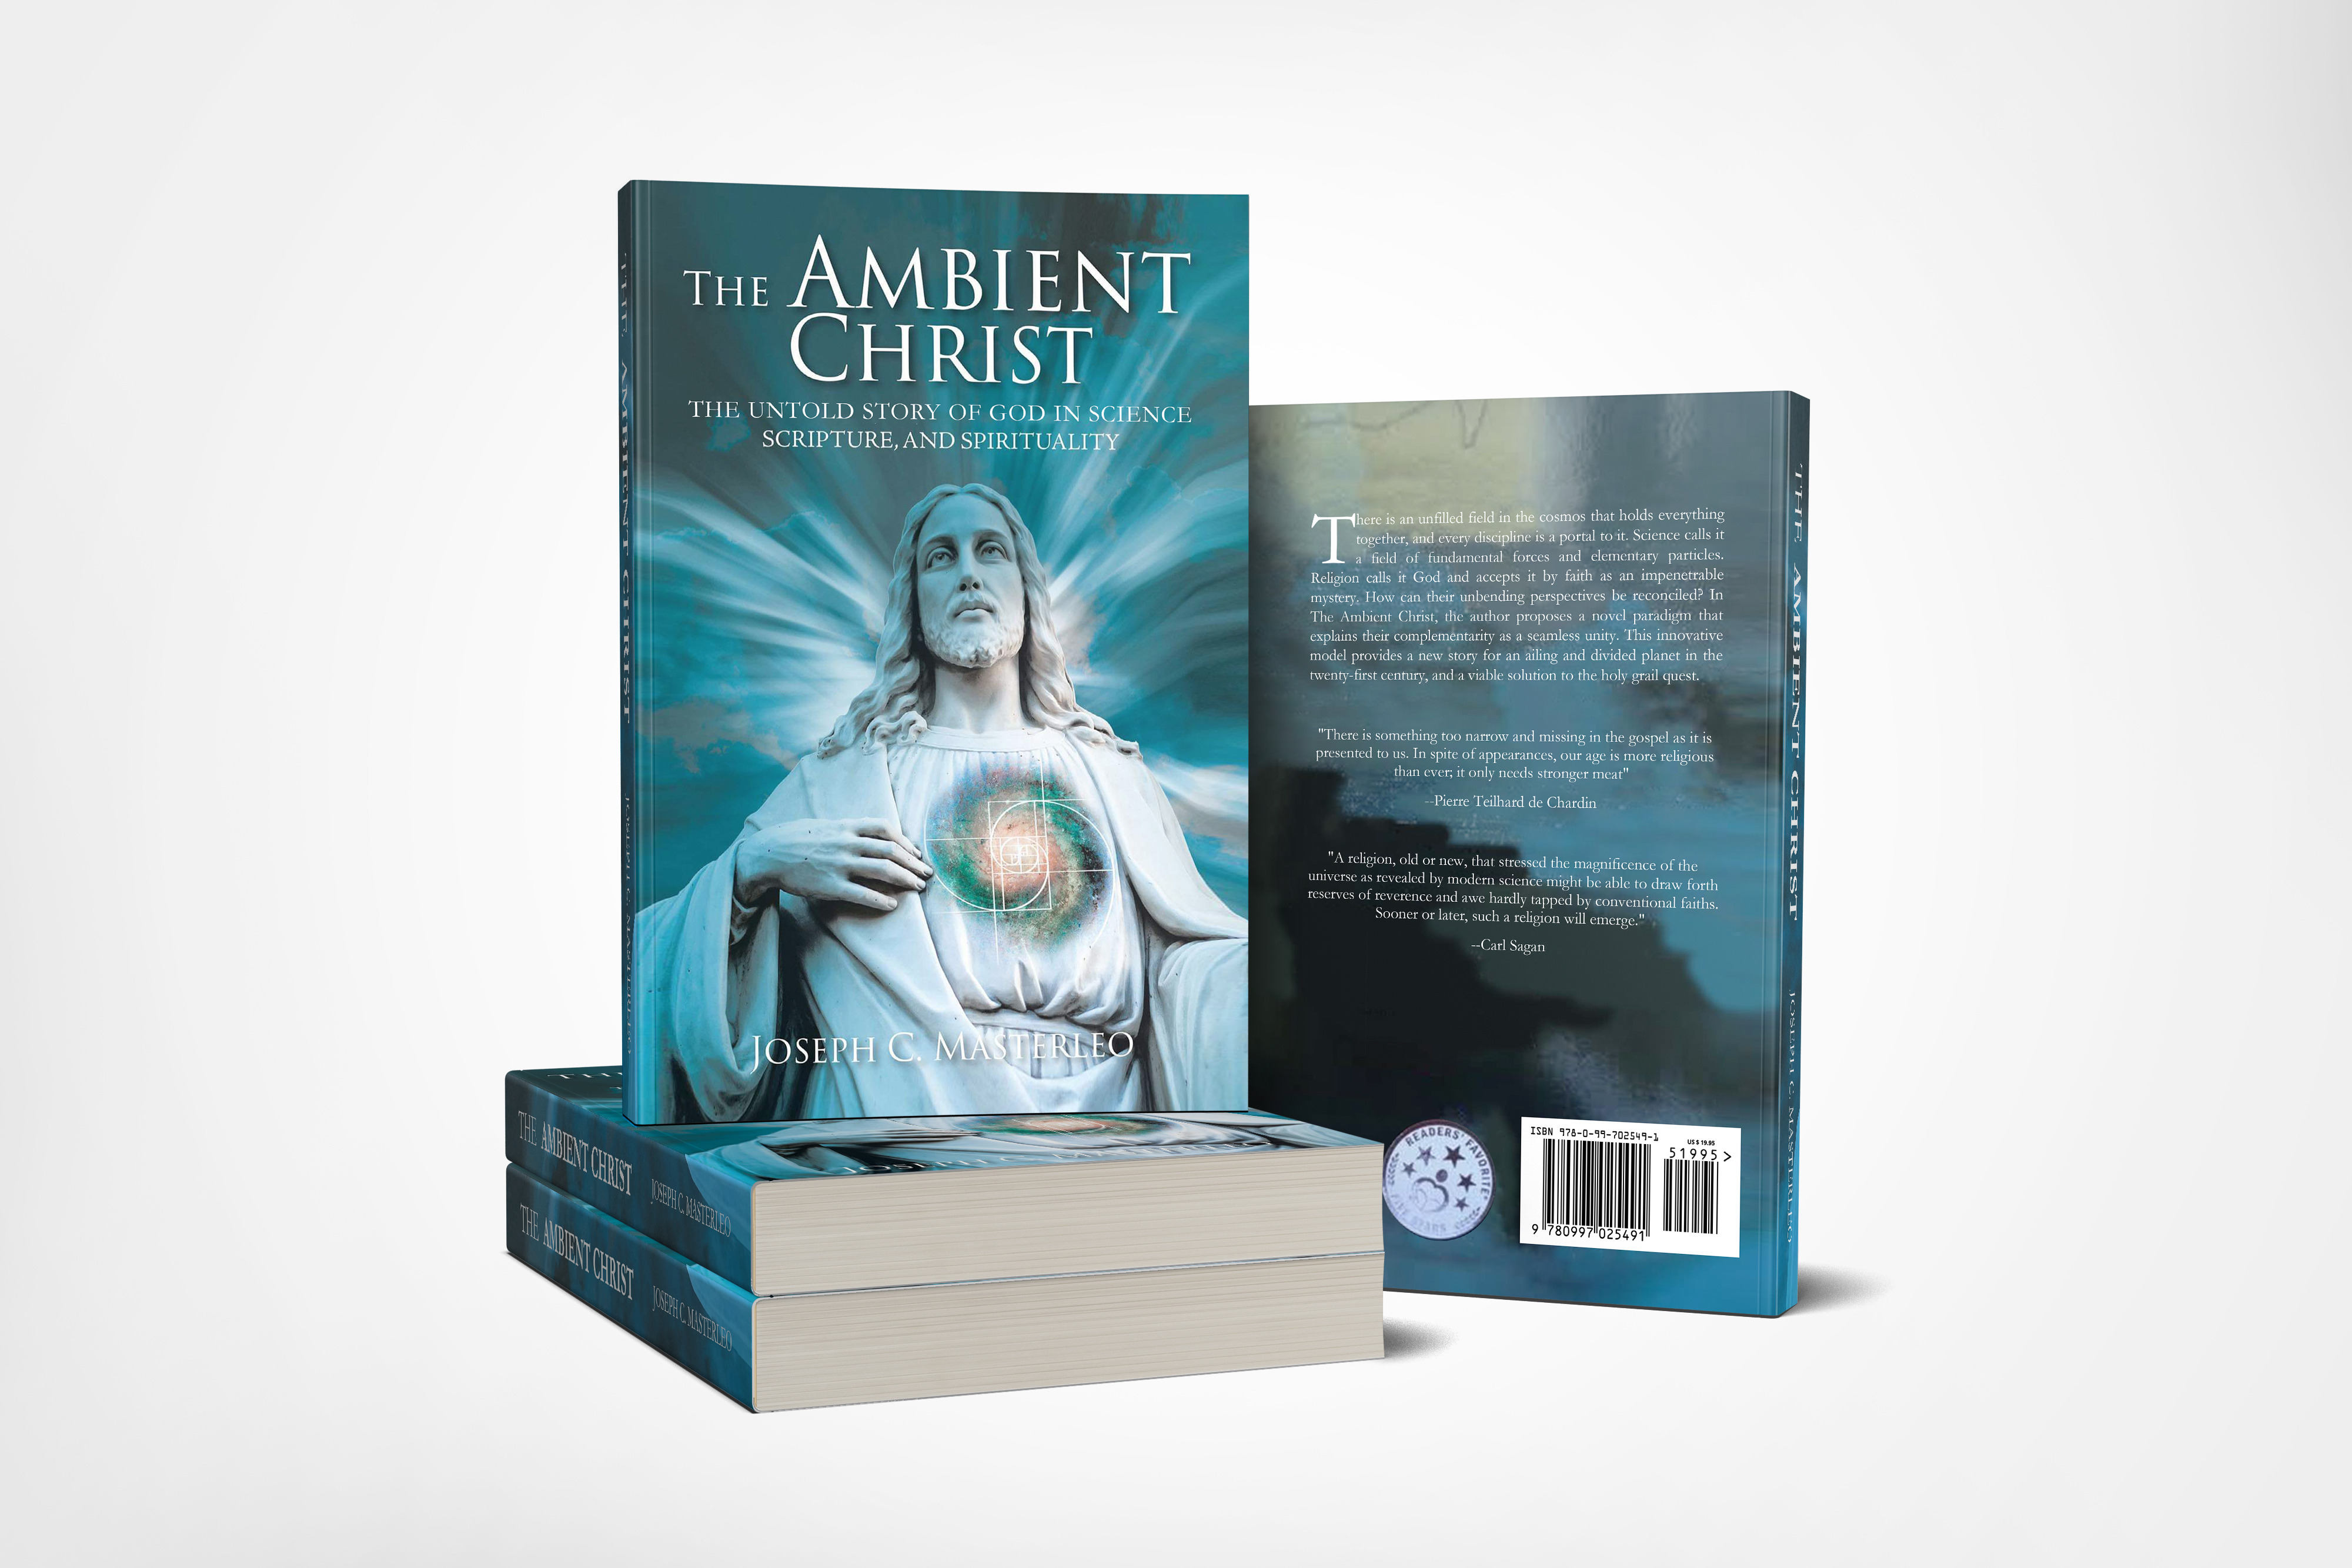 THE AMBIENT
CHRIST
THE UNTOLD STORY OF GOD IN SCIENCE
SCRIPTURE, AND SPIRITUALITY
JOSEPH C. MASTERLEO
THE AMBIENT CHRIST JOSEPH C. MASTERLEO
THE AMBIENT CHRIST JOSEPH C. MASTERLEO
THE AMBIENT CHRIST JOSEPH C. MASTERLEO
JOSEPH C. MASTERLEO
There is an unfilled field in the cosmos that holds everything
together, and every discipline is a portal to it. Science calls it
a field of fundamental forces and elementary particles.
Religion calls it God and accepts it by faith as an impenetrable
mystery. How can their unbending perspectives be reconciled? In
The Ambient Christ, the author proposes a novel paradigm that
explains their complementarity as a seamless unity. This innovative
model provides a new story for an ailing and divided planet in the
twenty-first century, and a viable solution to the holy grail quest.
"There is something too narrow and missing in the gospel as it is
presented to us. In spite of appearances, our age is more religious
than ever; it only needs stronger meat"
--Pierre Teilhard de Chardin
"A religion, old or new, that stressed the magnificence of the
universe as revealed by modern science might be able to draw forth
reserves of reverence and awe hardly tapped by conventional faiths.
Sooner or later, such a religion will emerge."
--Carl Sagan
READERS' FAVORITE
FIVE STARS
ISBN 978-0-99-702549-1
US $ 19.95
51995>
9 780997 025491
THE AMBIENT CHRIST JOSEPH C. MASTERLEO